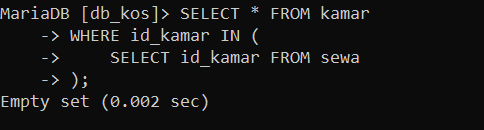 MariaDB [db_kos]> SELECT * FROM kamar
    -> WHERE id_kamar IN (
    ->     SELECT id_kamar FROM sewa
    -> );
Empty set (0.002 sec)